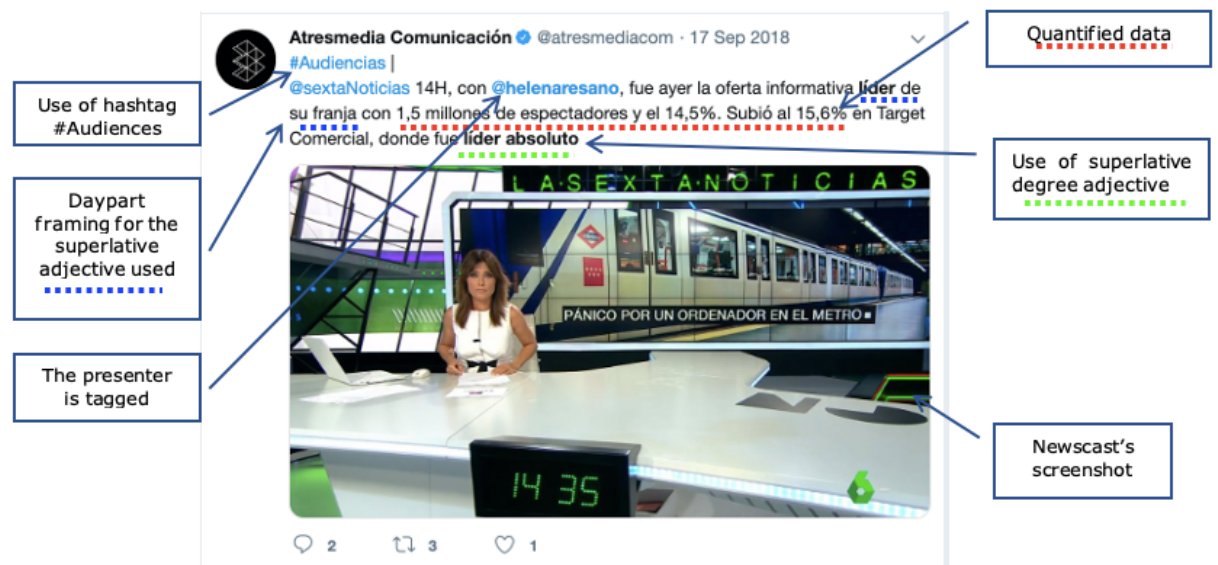 Atresmedia Comunicación @atresmediacom · 17 Sep 2018
#Audiencias |
@sextaNoticias 14H, con @helenaresano, fue ayer la oferta informativa líder de
su franja con 1,5 millones de espectadores y el 14,5%. Subió al 15,6% en Target
Comercial, donde fue líder absoluto
Quantified data
Use of hashtag
#Audiences
Use of superlative
degree adjective
Daypart
framing for the
superlative
adjective used
The presenter
is tagged
Newscast's
screenshot
LA·SEXTA·NOTICIAS
PÁNICO POR UN ORDENADOR EN EL METRO
14 35
6
2 3 1